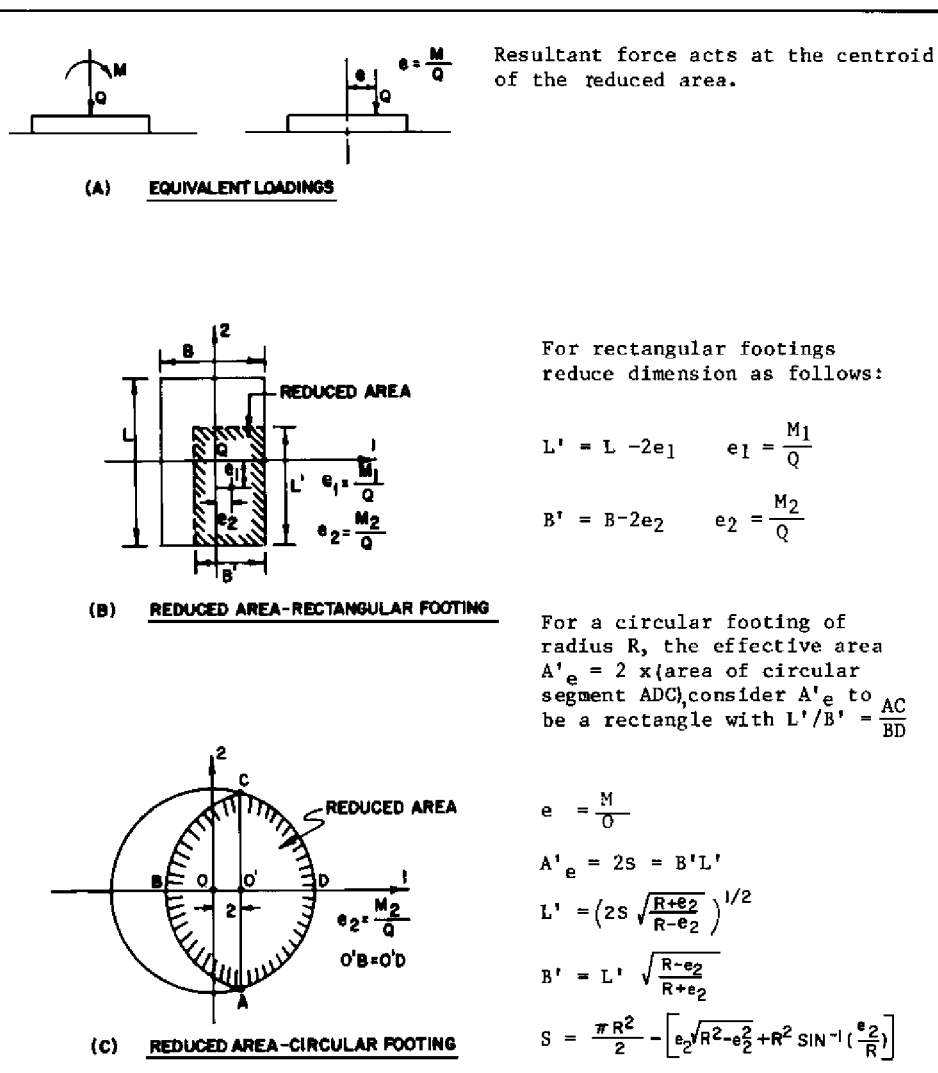 M
Q
e
Q
e = M/Q
Resultant force acts at the centroid
of the reduced area.
(A) EQUIVALENT LOADINGS
2
B
REDUCED AREA
L
Q
1
e1
L'
e2
B'
e1 = M1/Q
e2 = M2/Q
(B) REDUCED AREA-RECTANGULAR FOOTING
For rectangular footings
reduce dimension as follows:
L' = L -2e1 e1 = M1/Q
B' = B-2e2 e2 = M2/Q
For a circular footing of
radius R, the effective area
A'e = 2 x(area of circular
segment ADC),consider A'e to
be a rectangle with L'/B' = AC/BD
2
C
REDUCED AREA
B
O
O'
D
1
2
e2 = M2/Q
O'B=O'D
A
(C) REDUCED AREA-CIRCULAR FOOTING
e = M/O
A'e = 2s = B'L'
L' = (2S √(R+e2/R-e2))^1/2
B' = L' √(R-e2/R+e2)
S = πR²/2 - [e2√(R²-e2²) + R² SIN⁻¹(e2/R)]